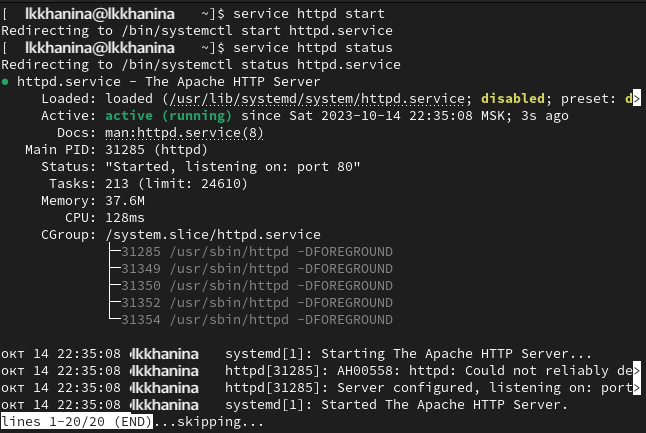 [ lkkhanina@lkkhanina ~]$ service httpd start
Redirecting to /bin/systemctl start httpd.service
[ lkkhanina@lkkhanina ~]$ service httpd status
Redirecting to /bin/systemctl status httpd.service
● httpd.service - The Apache HTTP Server
Loaded: loaded (/usr/lib/systemd/system/httpd.service; disabled; preset: d>
Active: active (running) since Sat 2023-10-14 22:35:08 MSK; 3s ago
Docs: man:httpd.service(8)
Main PID: 31285 (httpd)
Status: "Started, listening on: port 80"
Tasks: 213 (limit: 24610)
Memory: 37.6M
CPU: 128ms
CGroup: /system.slice/httpd.service
├─31285 /usr/sbin/httpd -DFOREGROUND
├─31349 /usr/sbin/httpd -DFOREGROUND
├─31350 /usr/sbin/httpd -DFOREGROUND
├─31352 /usr/sbin/httpd -DFOREGROUND
└─31354 /usr/sbin/httpd -DFOREGROUND
окт 14 22:35:08 lkkhanina systemd[1]: Starting The Apache HTTP Server...
окт 14 22:35:08 lkkhanina httpd[31285]: AH00558: httpd: Could not reliably de>
окт 14 22:35:08 lkkhanina httpd[31285]: Server configured, listening on: port>
окт 14 22:35:08 lkkhanina systemd[1]: Started The Apache HTTP Server.
lines 1-20/20 (END)...skipping...